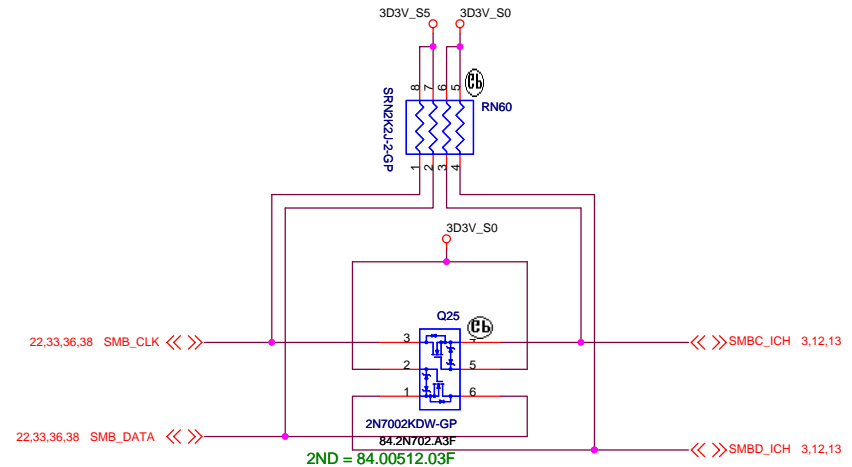 3D3V_S5 3D3V_S0
8 7 6 5
RN60
SRN2K2J-2-GP
1 2 3 4
3D3V_S0
Q25
22,33,36,38 SMB_CLK
3
SMBC_ICH 3,12,13
2 5
1 6
2N7002KDW-GP
84.2N702.A3F
22,33,36,38 SMB_DATA
2ND = 84.00512.03F
SMBD_ICH 3,12,13